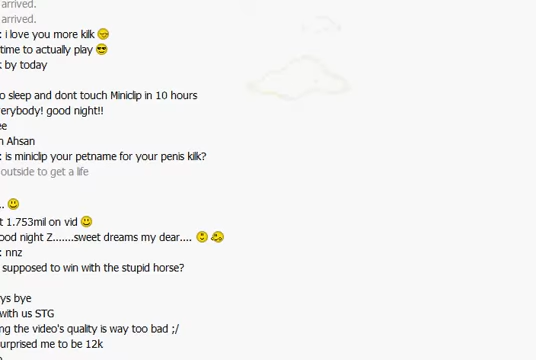 arrived.
arrived.
: i love you more kilk
time to actually play
k by today
o sleep and dont touch Miniclip in 10 hours
erybody! good night!!
ee
n Ahsan
: is miniclip your petname for your penis kilk?
outside to get a life
..
t 1.753mil on vid
ood night Z.......sweet dreams my dear....
: nnz
supposed to win with the stupid horse?
ys bye
with us STG
ng the video's quality is way too bad ;/
urprised me to be 12k